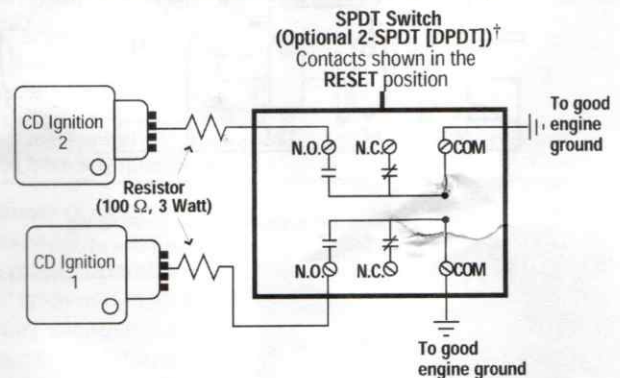 SPDT Switch
(Optional 2-SPDT [DPDT])†
Contacts shown in the
RESET position
CD Ignition
2
N.O.
N.C.
COM
To good
engine
ground
Resistor
(100 Ω, 3 Watt)
CD Ignition
1
N.O.
N.C.
COM
To good
engine ground